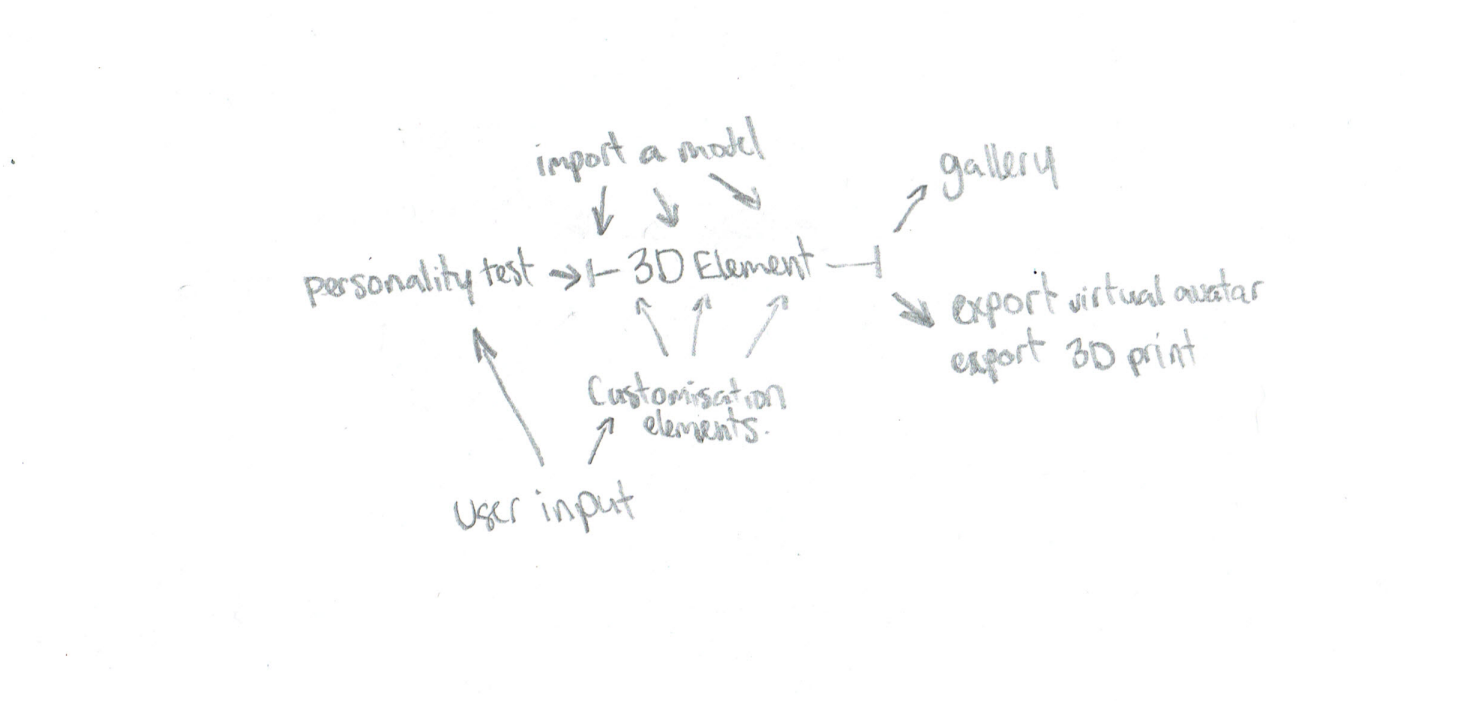 import a model
gallery
personality test
3D Element
export virtual avatar
export 3D print
Customisation
elements.
User input